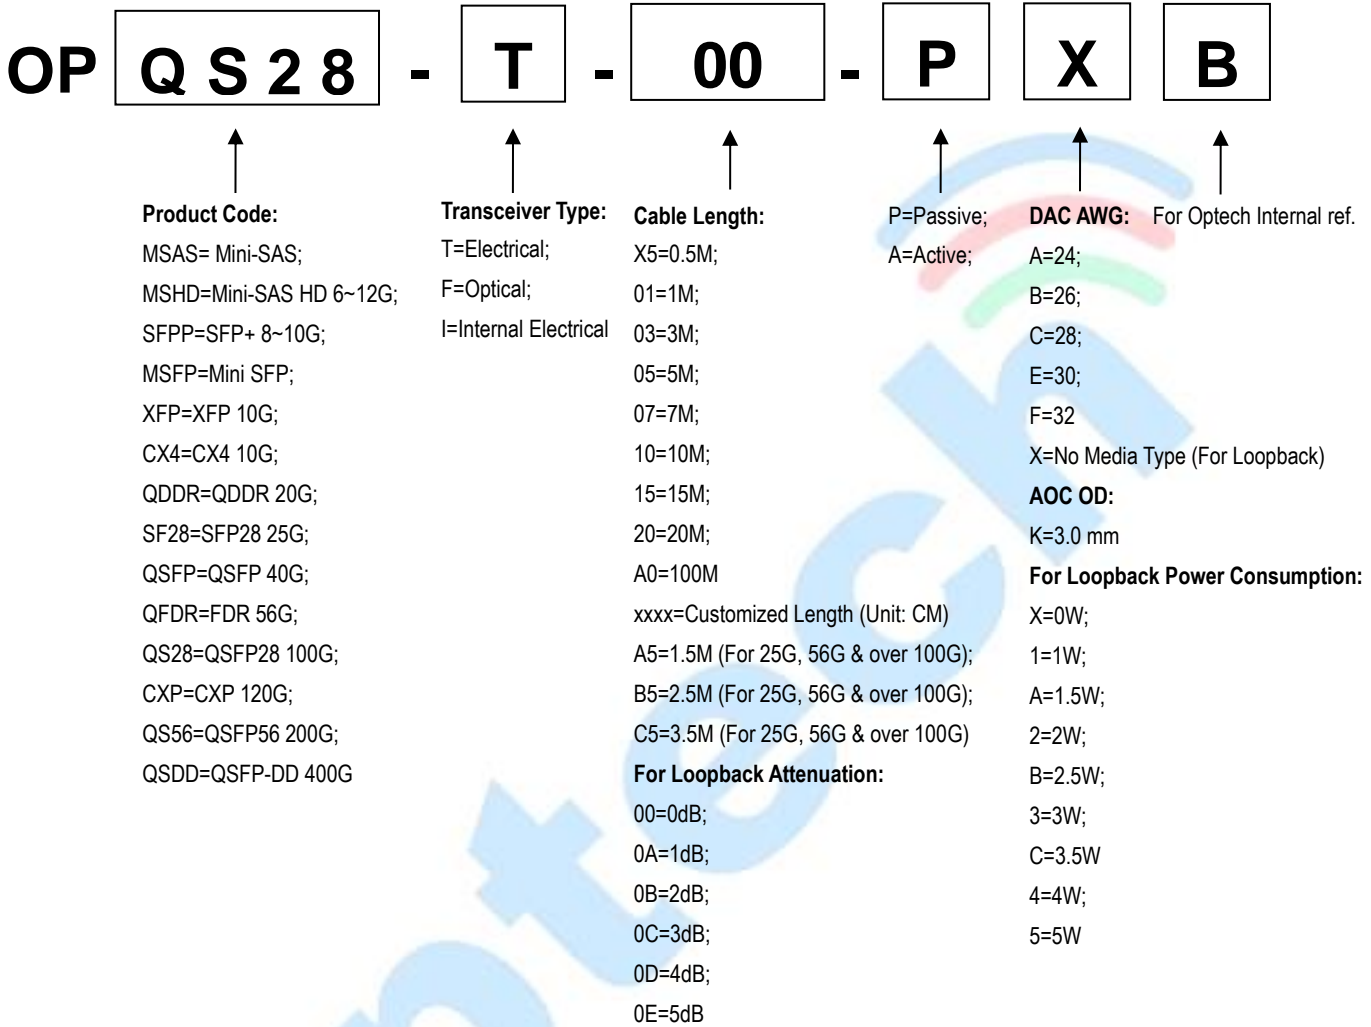 OP Q S 2 8 - T - 00 - P X B
Product Code:
MSAS= Mini-SAS;
MSHD=Mini-SAS HD 6~12G;
SFPP=SFP+ 8~10G;
MSFP=Mini SFP;
XFP=XFP 10G;
CX4=CX4 10G;
QDDR=QDDR 20G;
SF28=SFP28 25G;
QSFP=QSFP 40G;
QFDR=FDR 56G;
QS28=QSFP28 100G;
CXP=CXP 120G;
QS56=QSFP56 200G;
QSDD=QSFP-DD 400G
Transceiver Type:
T=Electrical;
F=Optical;
I=Internal Electrical
Cable Length:
X5=0.5M;
01=1M;
03=3M;
05=5M;
07=7M;
10=10M;
15=15M;
20=20M;
A0=100M
xxxx=Customized Length (Unit: CM)
A5=1.5M (For 25G, 56G & over 100G);
B5=2.5M (For 25G, 56G & over 100G);
C5=3.5M (For 25G, 56G & over 100G)
For Loopback Attenuation:
00=0dB;
0A=1dB;
0B=2dB;
0C=3dB;
0D=4dB;
0E=5dB
P=Passive;
A=Active;
DAC AWG:
A=24;
B=26;
C=28;
E=30;
F=32
X=No Media Type (For Loopback)
AOC OD:
K=3.0 mm
For Loopback Power Consumption:
X=0W;
1=1W;
A=1.5W;
2=2W;
B=2.5W;
3=3W;
C=3.5W
4=4W;
5=5W
For Optech Internal ref.
ptech